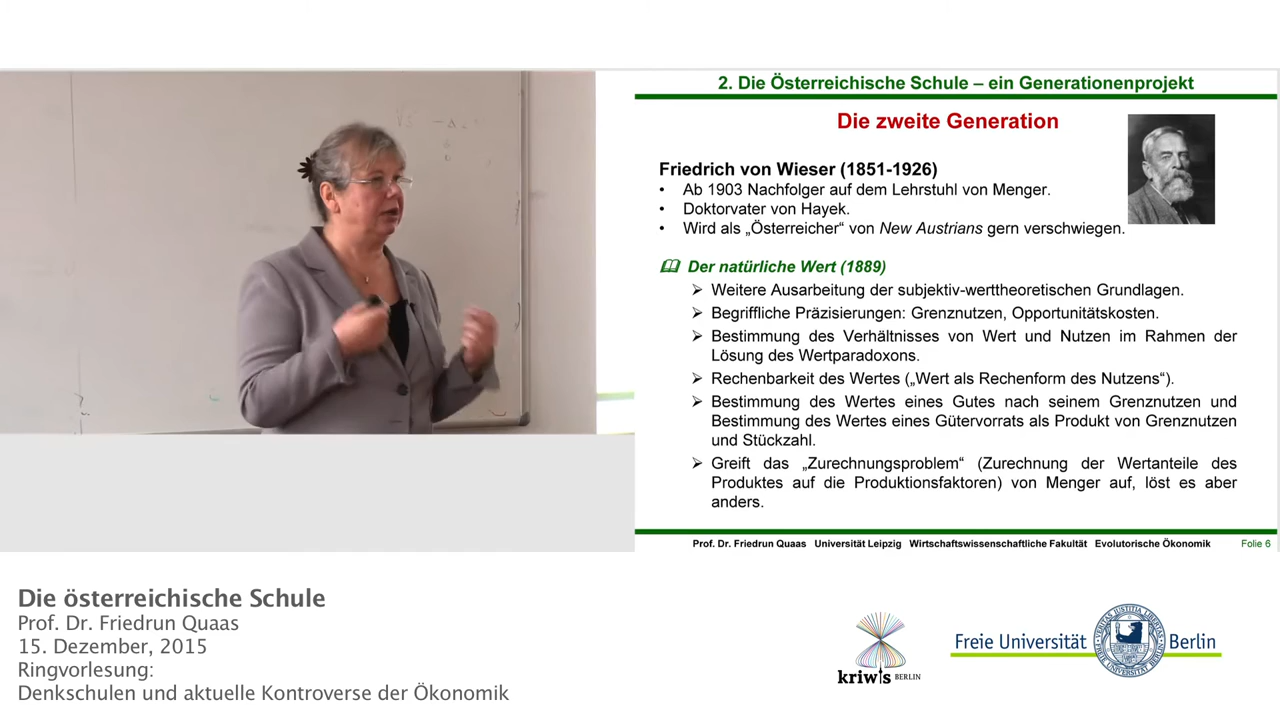 2. Die Österreichische Schule – ein Generationenprojekt
Die zweite Generation
Friedrich von Wieser (1851-1926)
• Ab 1903 Nachfolger auf dem Lehrstuhl von Menger.
• Doktorvater von Hayek.
• Wird als „Österreicher“ von New Austrians gern verschwiegen.
Der natürliche Wert (1889)
➢ Weitere Ausarbeitung der subjektiv-werttheoretischen Grundlagen.
➢ Begriffliche Präzisierungen: Grenznutzen, Opportunitätskosten.
➢ Bestimmung des Verhältnisses von Wert und Nutzen im Rahmen der
Lösung des Wertparadoxons.
➢ Rechenbarkeit des Wertes („Wert als Rechenform des Nutzens“).
➢ Bestimmung des Wertes eines Gutes nach seinem Grenznutzen und
Bestimmung des Wertes eines Gütervorrats als Produkt von Grenznutzen
und Stückzahl.
➢ Greift das „Zurechnungsproblem“ (Zurechnung der Wertanteile des
Produktes auf die Produktionsfaktoren) von Menger auf, löst es aber
anders.
Prof. Dr. Friedrun Quaas Universität Leipzig Wirtschaftswissenschaftliche Fakultät Evolutorische Ökonomik Folie 6
Die österreichische Schule
Prof. Dr. Friedrun Quaas
15. Dezember, 2015
Ringvorlesung:
Denkschulen und aktuelle Kontroverse der Ökonomik
kriwis BERLIN
Freie Universität Berlin